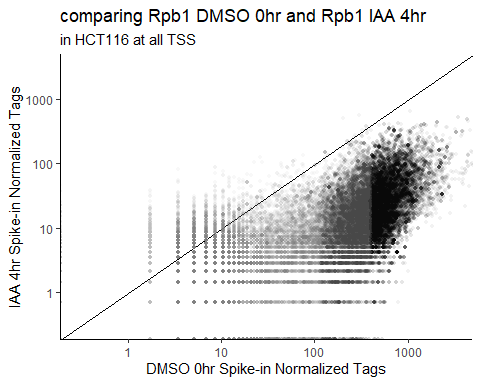 comparing Rpb1 DMSO 0hr and Rpb1 IAA 4hr
in HCT116 at all TSS
IAA 4hr Spike-in Normalized Tags
1000
100
10
1
1
10
100
1000
DMSO 0hr Spike-in Normalized Tags